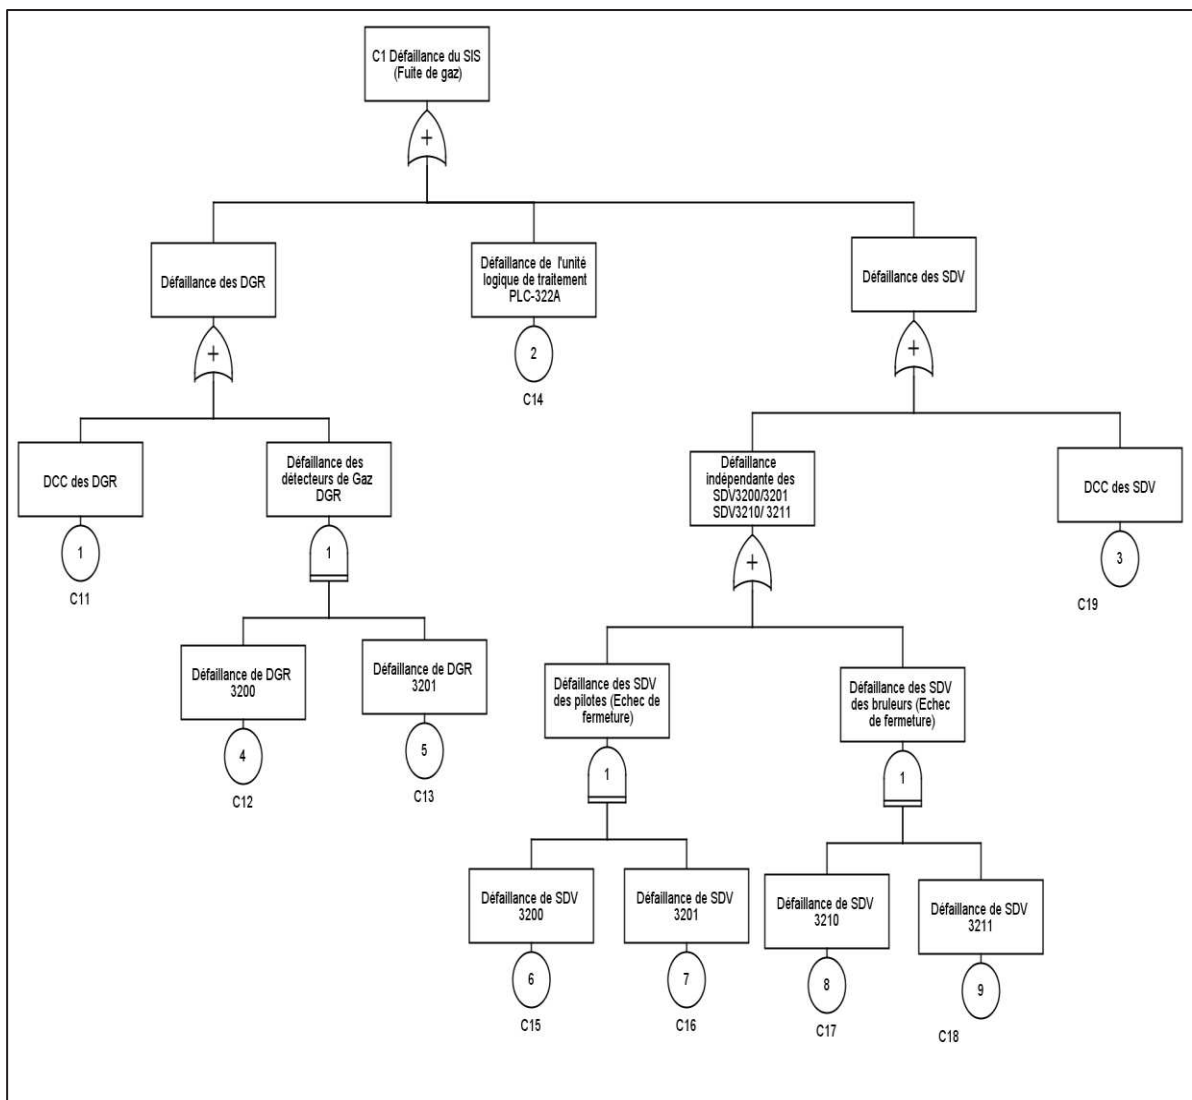 C1 Défaillance du SIS
(Fuite de gaz)
+
Défaillance des DGR
Défaillance de l'unité
logique de traitement
PLC-322A
Défaillance des SDV
+
2
+
C14
DCC des DGR
Défaillance des
détecteurs de Gaz
DGR
Défaillance
indépendante des
SDV3200/3201
SDV3210/ 3211
DCC des SDV
1
1
+
3
C11
C19
Défaillance de DGR
3200
Défaillance de DGR
3201
Défaillance des SDV
des pilotes (Echec de
fermeture)
Défaillance des SDV
des bruleurs (Echec
de fermeture)
4
5
1
1
C12
C13
Défaillance de SDV
3200
Défaillance de SDV
3201
Défaillance de SDV
3210
Défaillance de SDV
3211
6
7
8
9
C15
C16
C17
C18